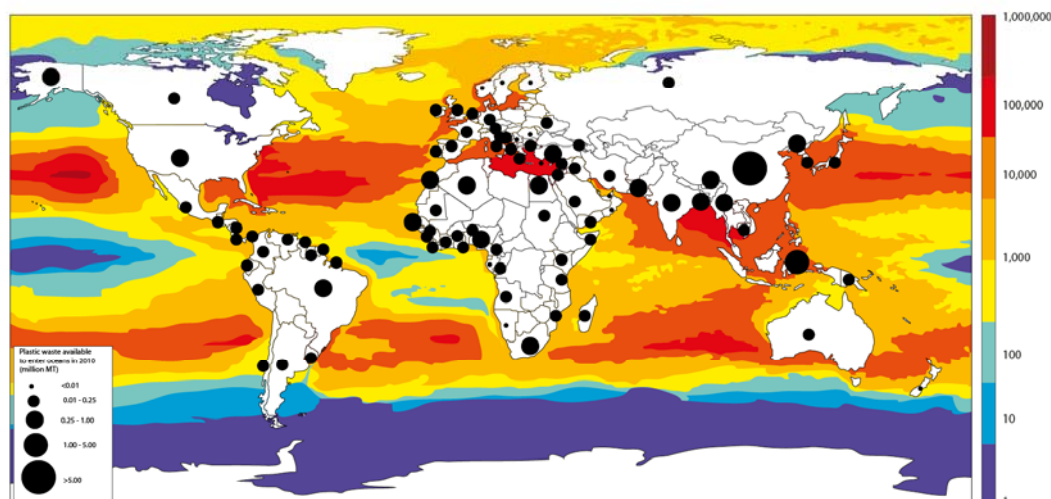 1,000,000
100,000
10,000
1,000
100
10
Plastic waste available
to enter oceans in 2010
(million MT)
<0.01
0.01 - 0.25
0.25 - 1.00
1.00 - 5.00
>5.00